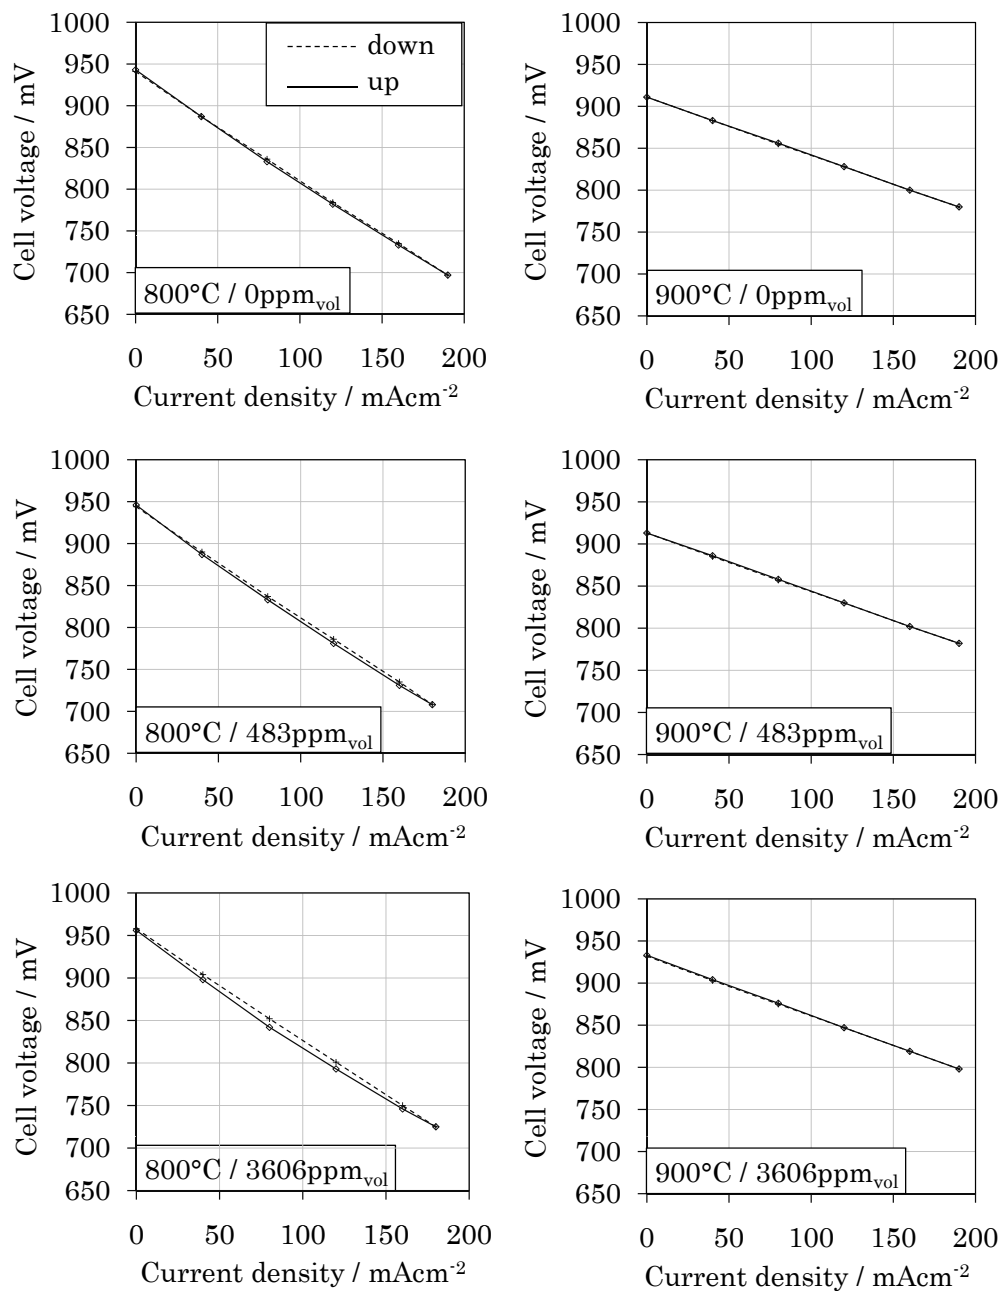 1000
950
900
850
800
750
700
650
Cell voltage / mV
down
up
800°C / 0ppm_vol
0 50 100 150 200
Current density / mAcm⁻²
1000
950
900
850
800
750
700
650
Cell voltage / mV
900°C / 0ppm_vol
0 50 100 150 200
Current density / mAcm⁻²
1000
950
900
850
800
750
700
650
Cell voltage / mV
800°C / 483ppm_vol
0 50 100 150 200
Current density / mAcm⁻²
1000
950
900
850
800
750
700
650
Cell voltage / mV
900°C / 483ppm_vol
0 50 100 150 200
Current density / mAcm⁻²
1000
950
900
850
800
750
700
650
Cell voltage / mV
800°C / 3606ppm_vol
0 50 100 150 200
Current density / mAcm⁻²
1000
950
900
850
800
750
700
650
Cell voltage / mV
900°C / 3606ppm_vol
0 50 100 150 200
Current density / mAcm⁻²